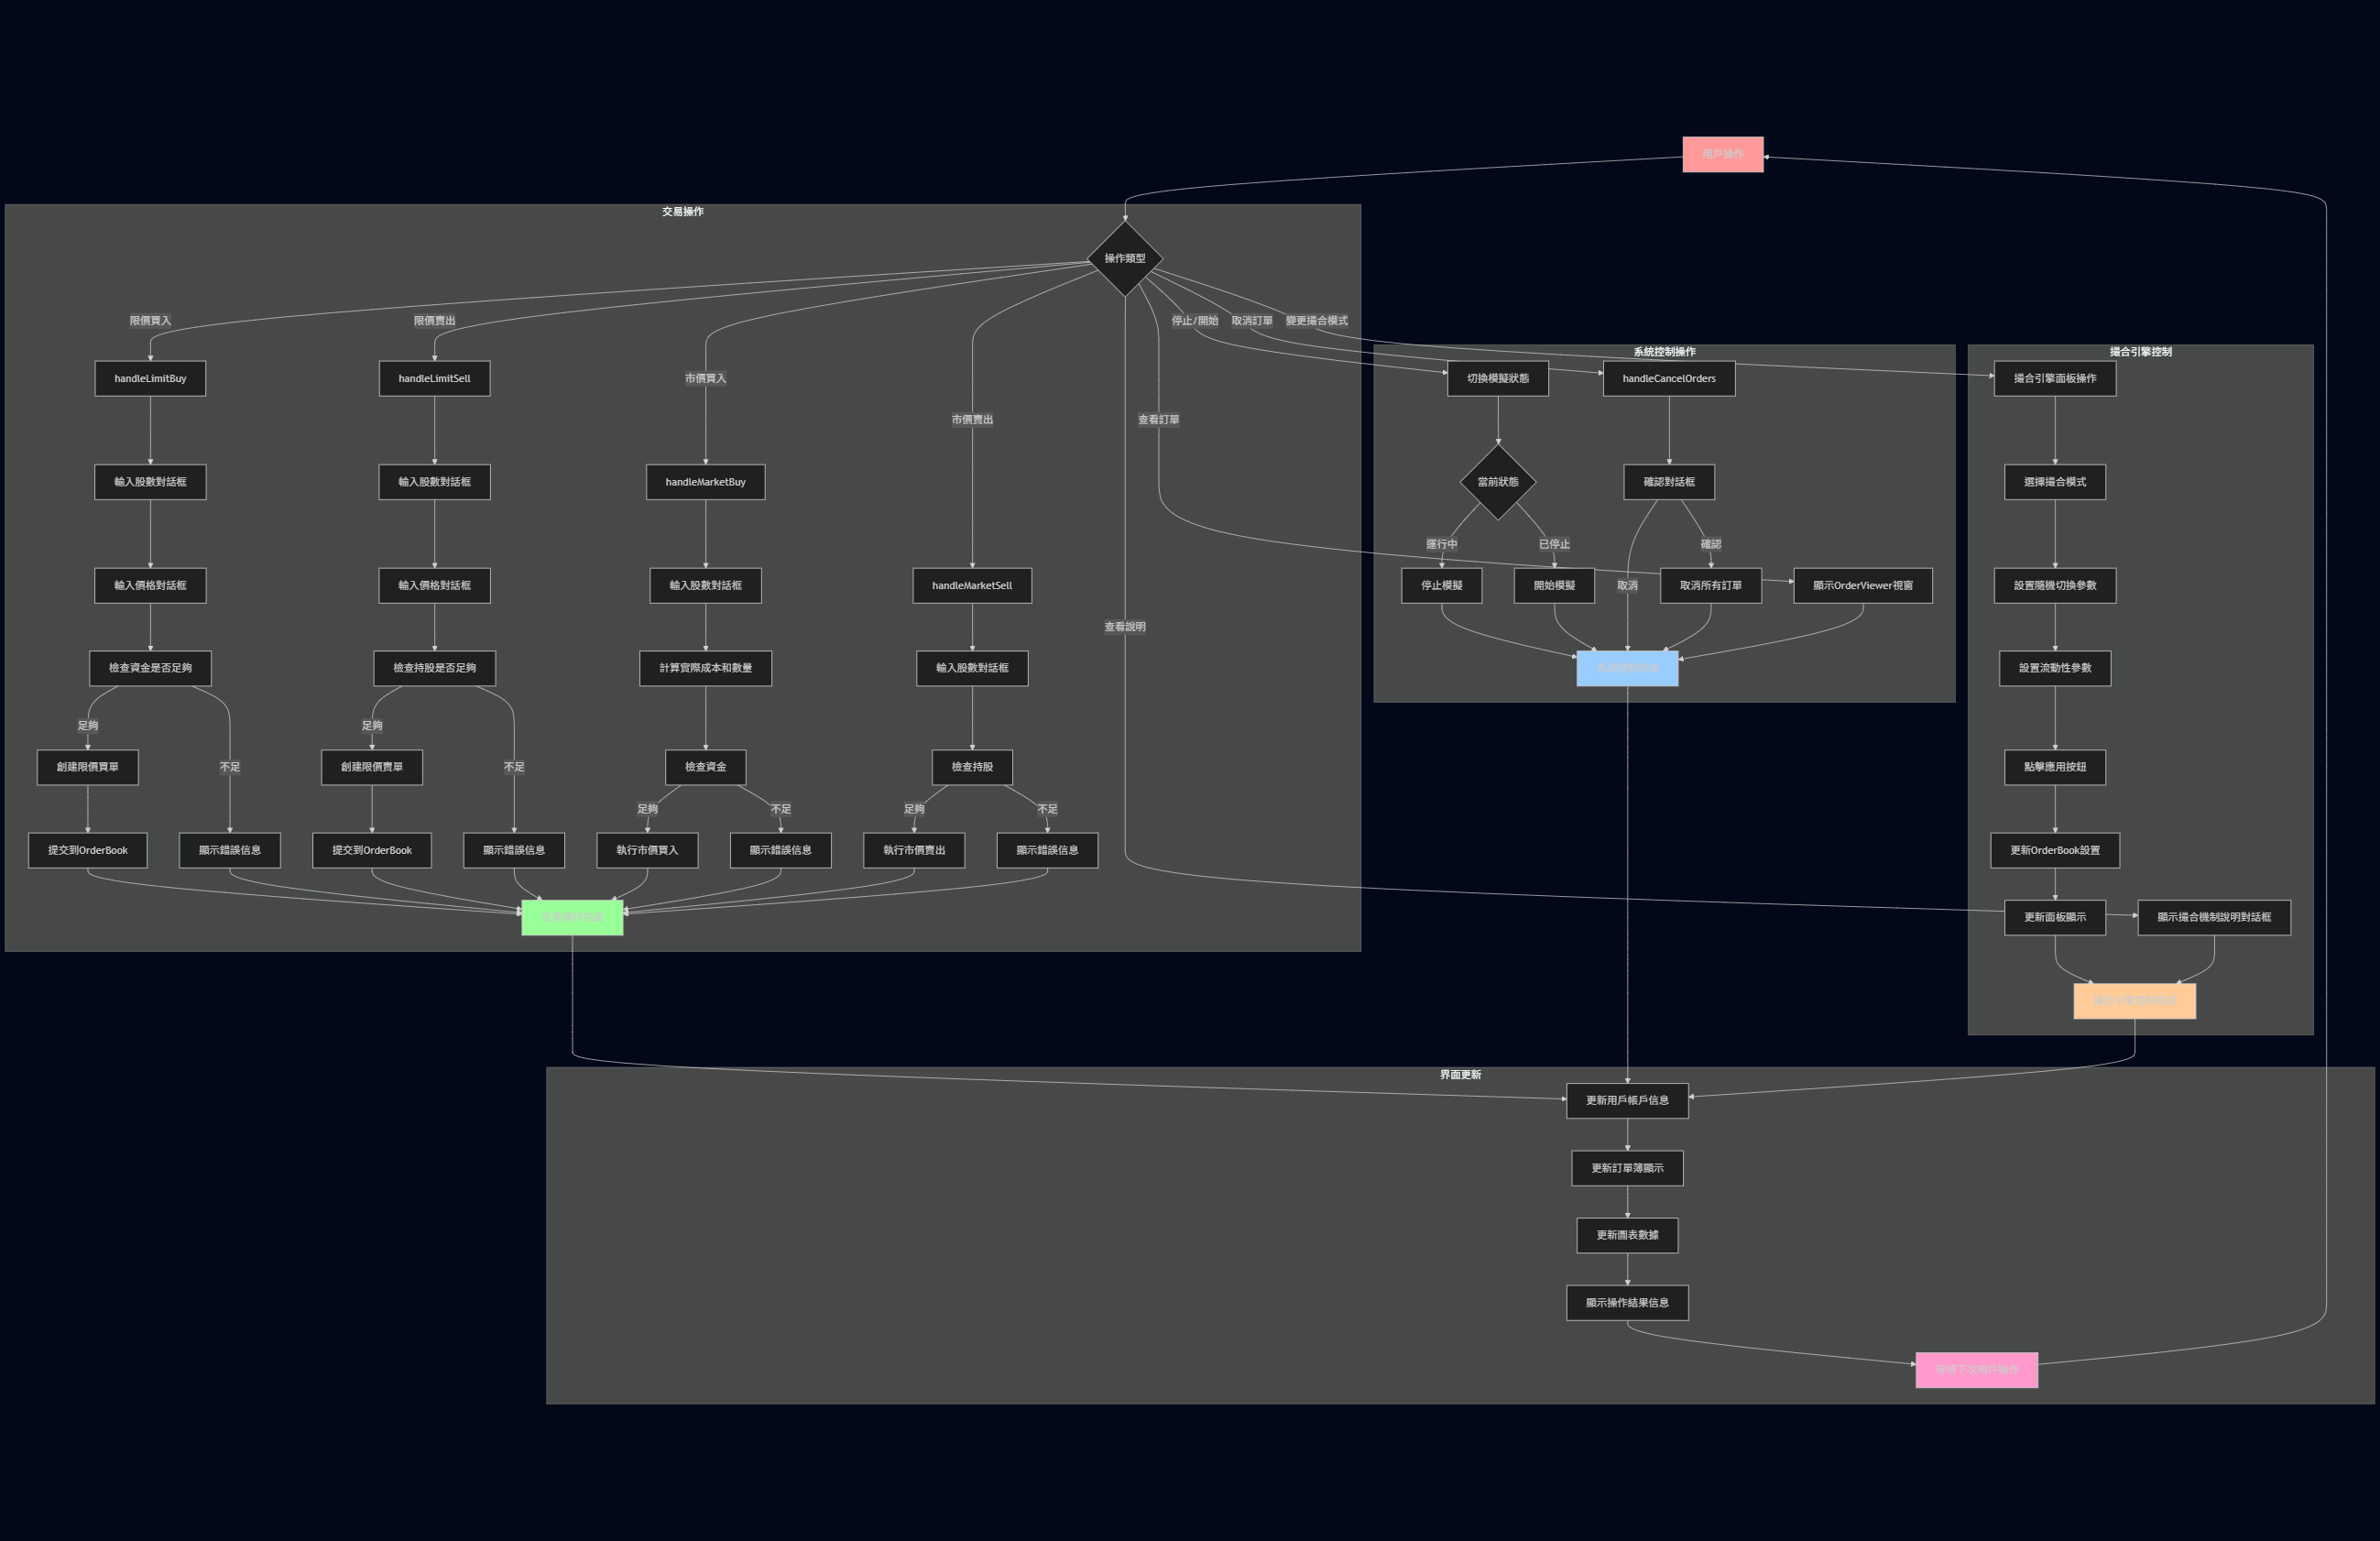 用戶操作
交易操作
操作類型
限價買入
限價賣出
停止/開始
取消訂單
變更撮合模式
市價買入
市價賣出
查看訂單
查看說明
handleLimitBuy
handleLimitSell
輸入股數對話框
輸入股數對話框
handleMarketBuy
輸入價格對話框
輸入價格對話框
輸入股數對話框
handleMarketSell
檢查資金是否足夠
檢查持股是否足夠
計算實際成本和數量
輸入股數對話框
足夠
足夠
創建限價買單
不足
創建限價賣單
不足
檢查資金
檢查持股
足夠
不足
足夠
不足
提交到OrderBook
顯示錯誤信息
提交到OrderBook
顯示錯誤信息
執行市價買入
顯示錯誤信息
執行市價賣出
顯示錯誤信息
交易操作完成
系統控制操作
切換模擬狀態
handleCancelOrders
當前狀態
確認對話框
運行中
已停止
確認
停止模擬
開始模擬
取消
取消所有訂單
顯示OrderViewer視窗
系統控制完成
撮合引擎控制
撮合引擎面板操作
選擇撮合模式
設置隨機切換參數
設置流動性參數
點擊應用按鈕
更新OrderBook設置
更新面板顯示
顯示撮合機制說明對話框
撮合引擎控制完成
界面更新
更新用戶帳戶信息
更新訂單簿顯示
更新圖表數據
顯示操作結果信息
等待下次用戶操作